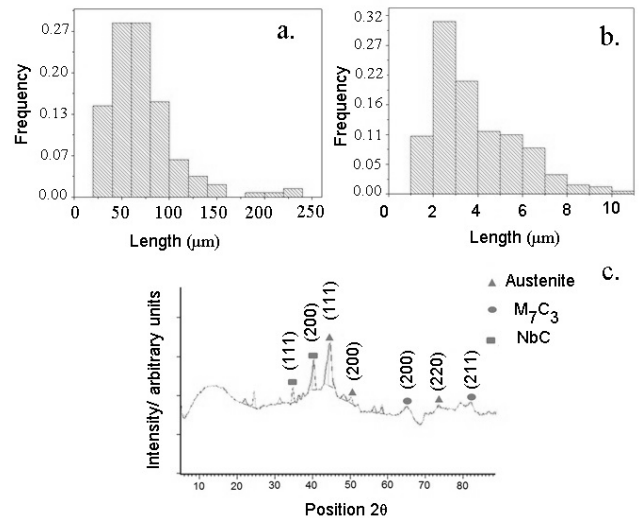 a.
Frequency
0.27
0.20
0.13
0.07
0.00
0 50 100 150 200 250
Length (μm)
b.
Frequency
0.32
0.27
0.22
0.16
0.11
0.05
0.00
0 2 4 6 8 10
Length (μm)
c.
Intensity/ arbitrary units
(111)
(200)
(111)
(200)
(200)
(220)
(211)
Austenite
M7C3
NbC
10 20 30 40 50 60 70 80
Position 2θ